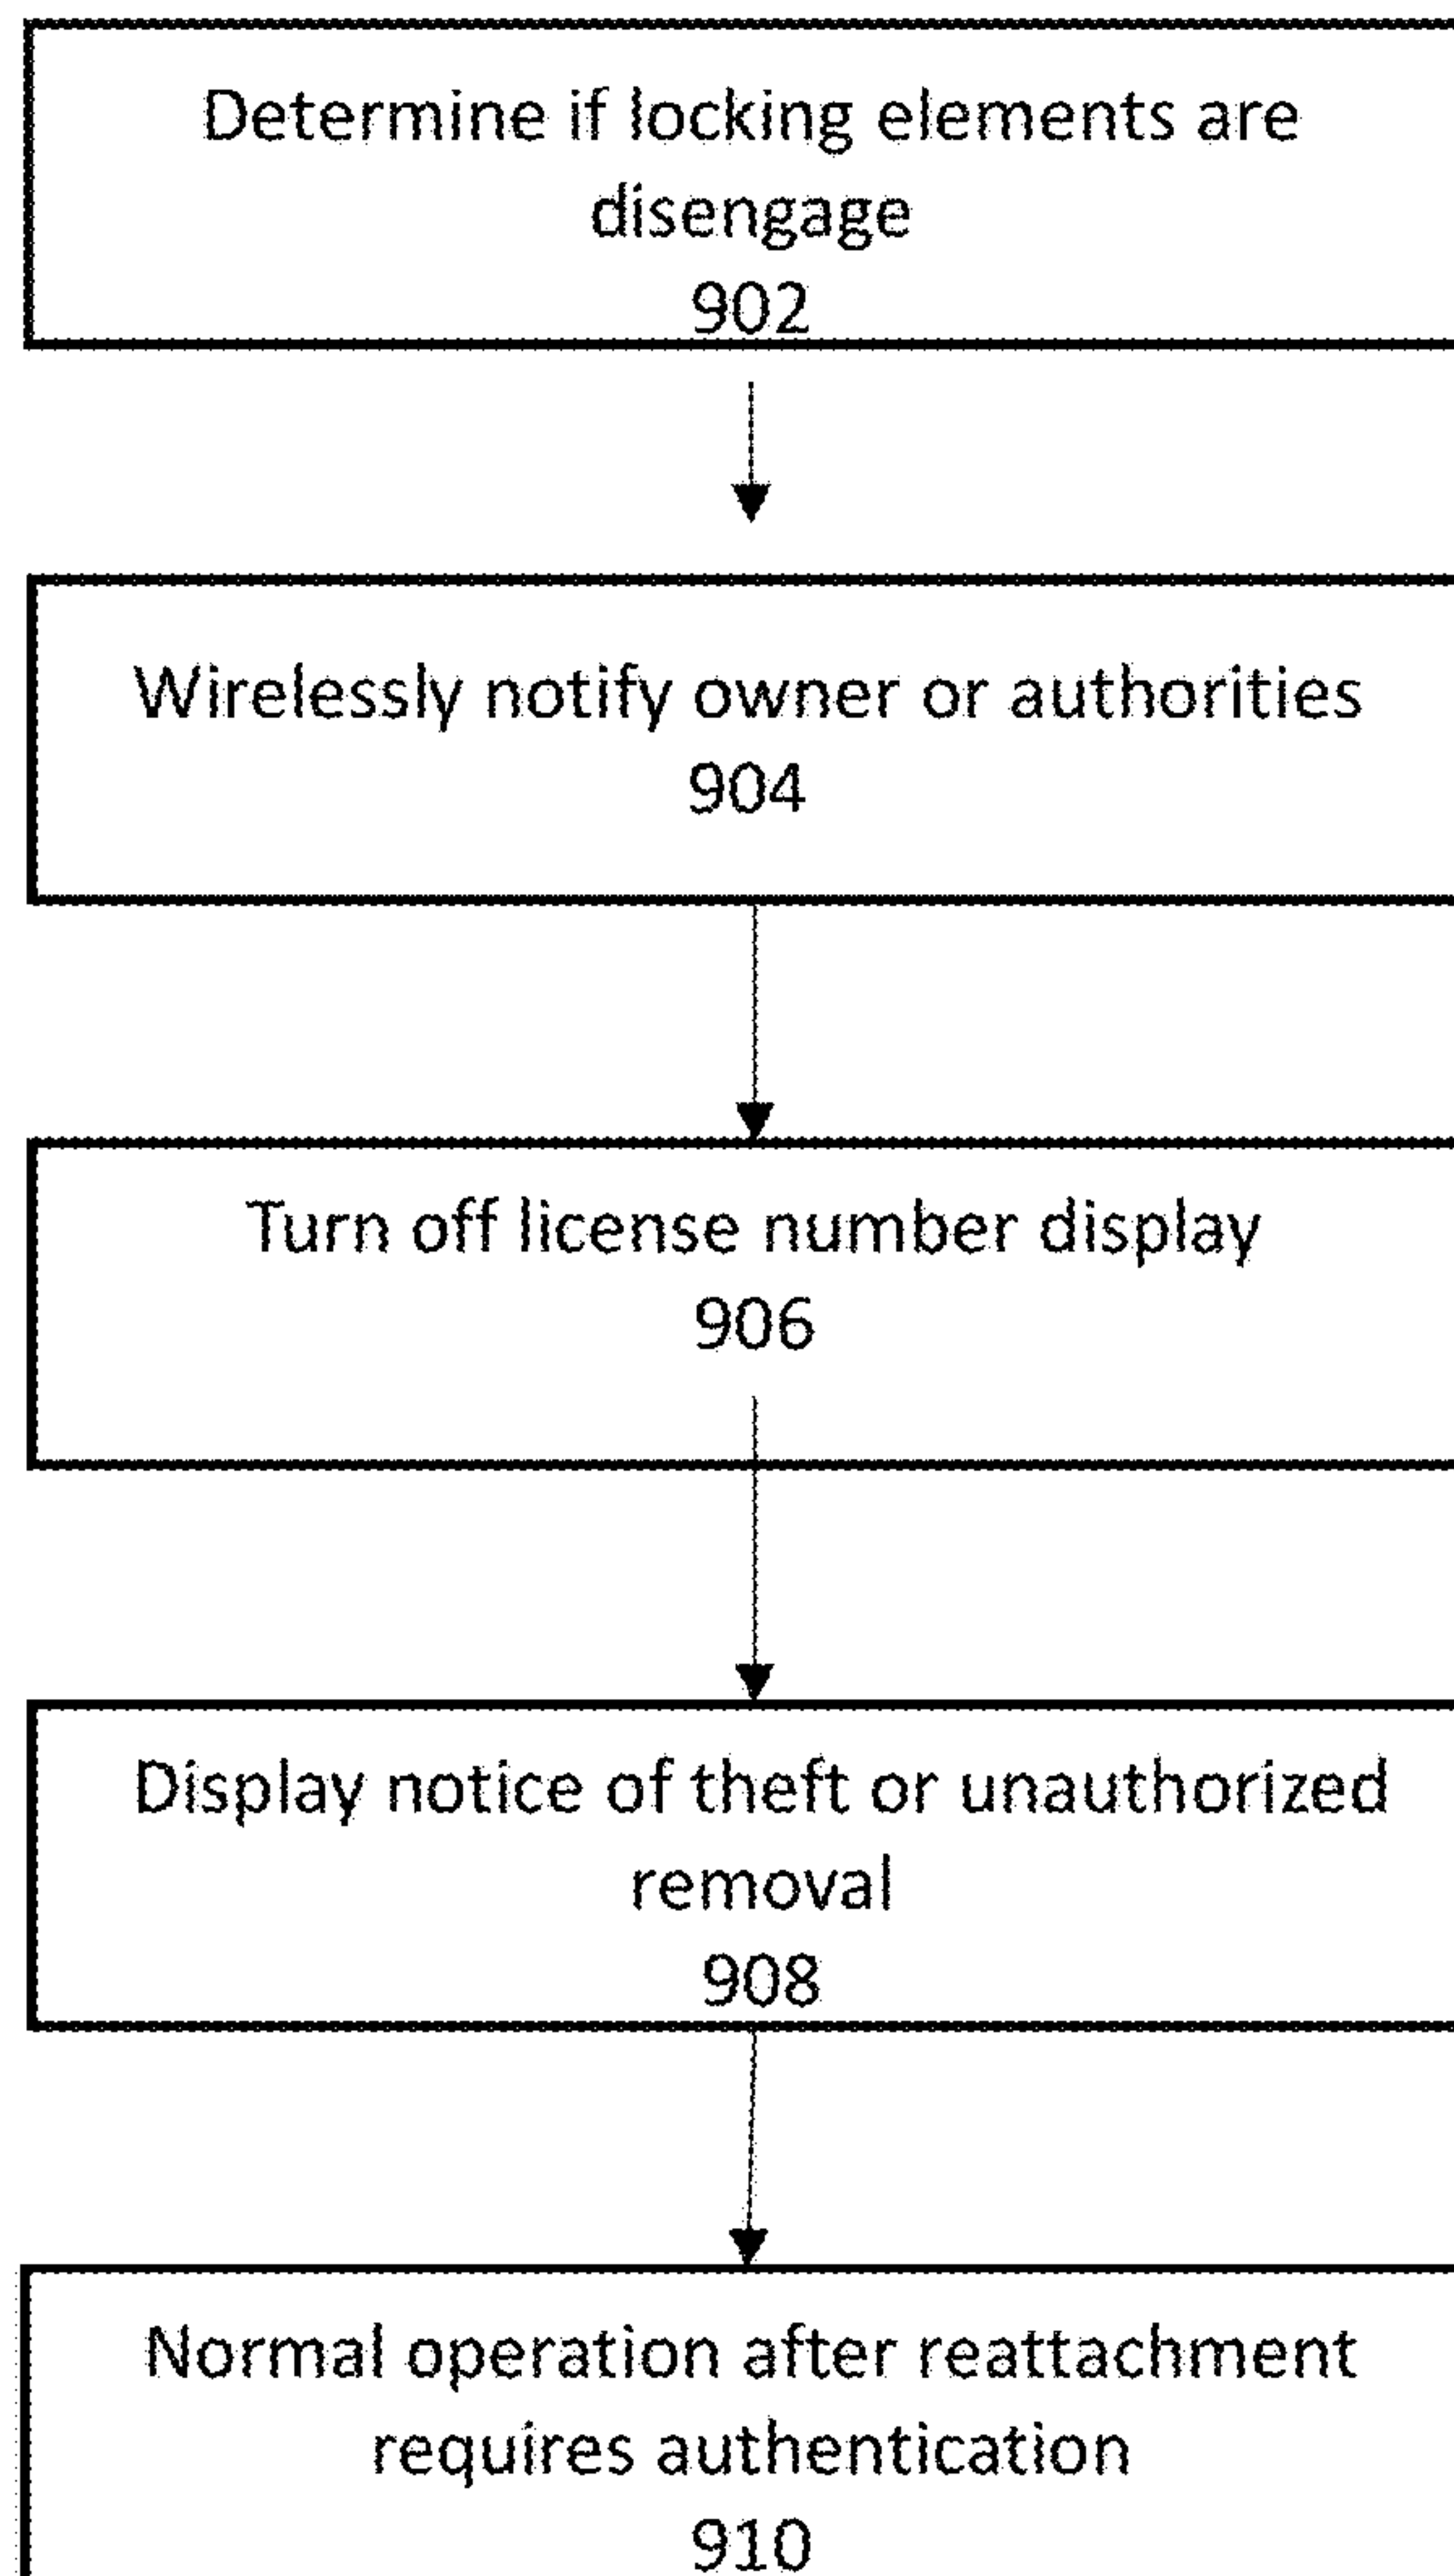 Determine if locking elements are
disengage
902
Wirelessly notify owner or authorities
904
Turn off license number display
906
Display notice of theft or unauthorized
removal
908
Normal operation after reattachment
requires authentication
910